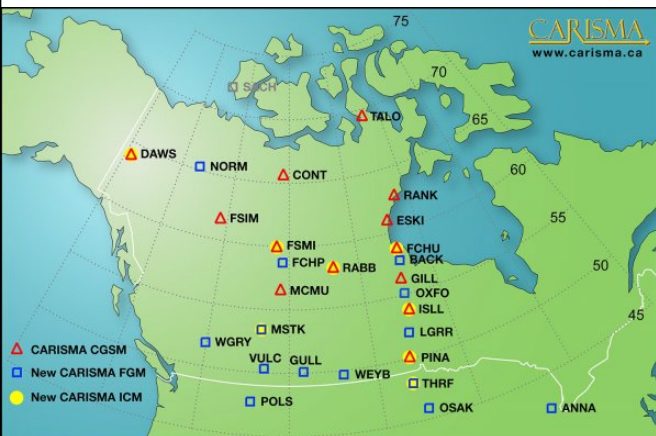 75
CARISMA
www.carisma.ca
70
SACH
TALO
65
DAWS
NORM
CONT
60
RANK
FSIM
ESKI
55
FSMI
FCHU
FCHP
BACK
RABB
50
GILL
MCMU
OXFO
ISLL
45
MSTK
LGRR
WGRY
CARISMA CGSM
PINA
VULC
GULL
New CARISMA FGM
WEYB
THRF
New CARISMA ICM
POLS
OSAK
ANNA